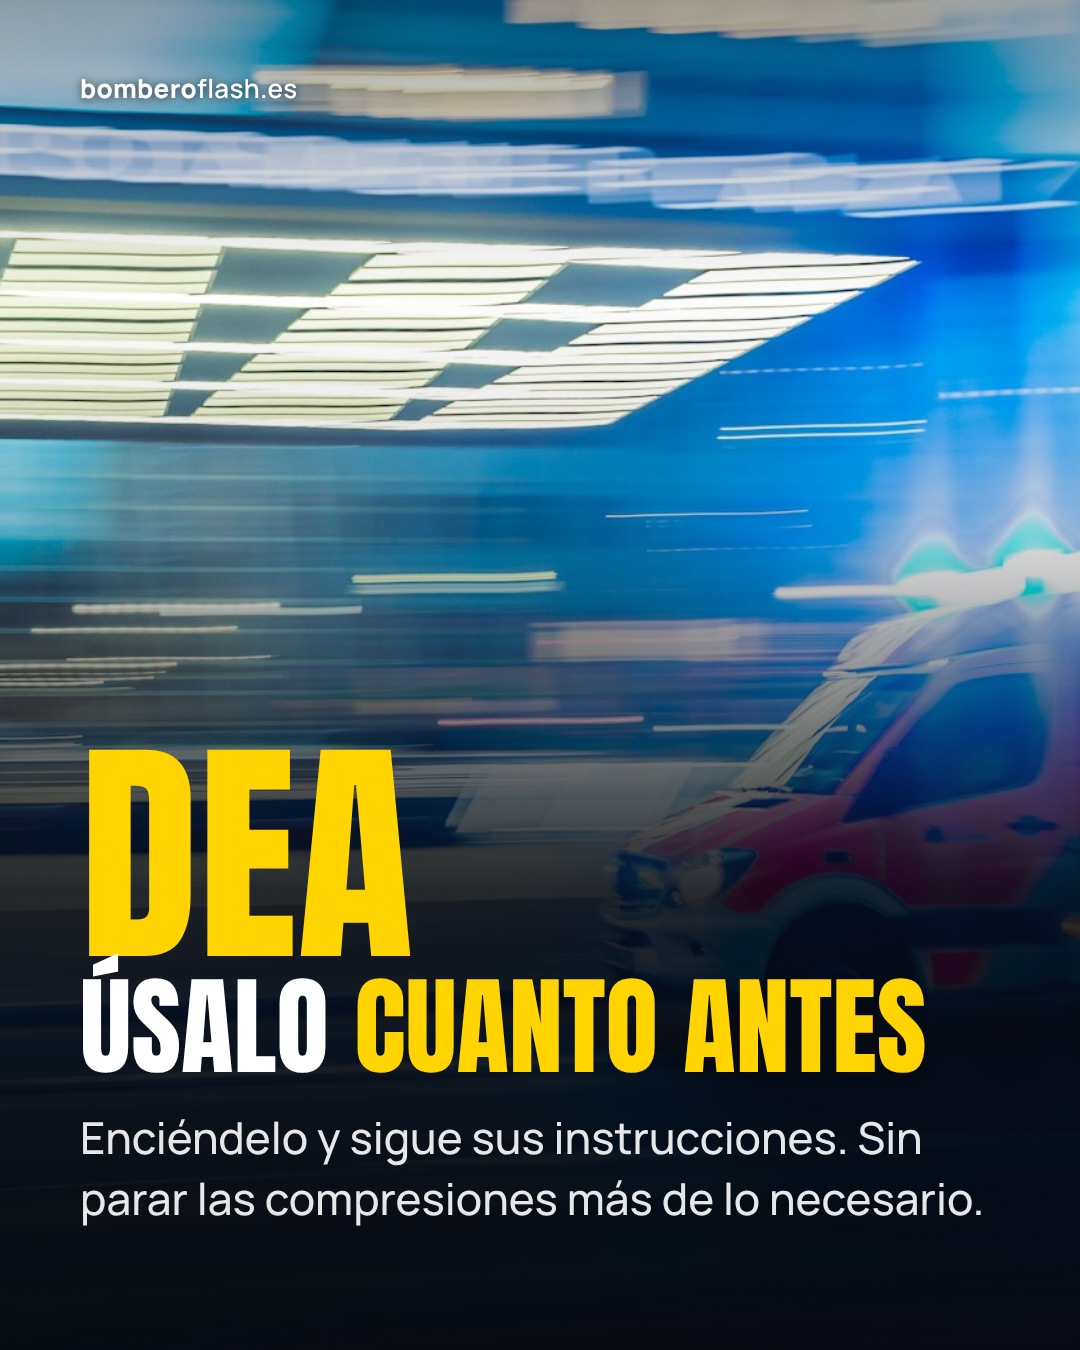 bomberoflash.es
DEA
ÚSALO CUANTO ANTES
Enciéndelo y sigue sus instrucciones. Sin
parar las compresiones más de lo necesario.